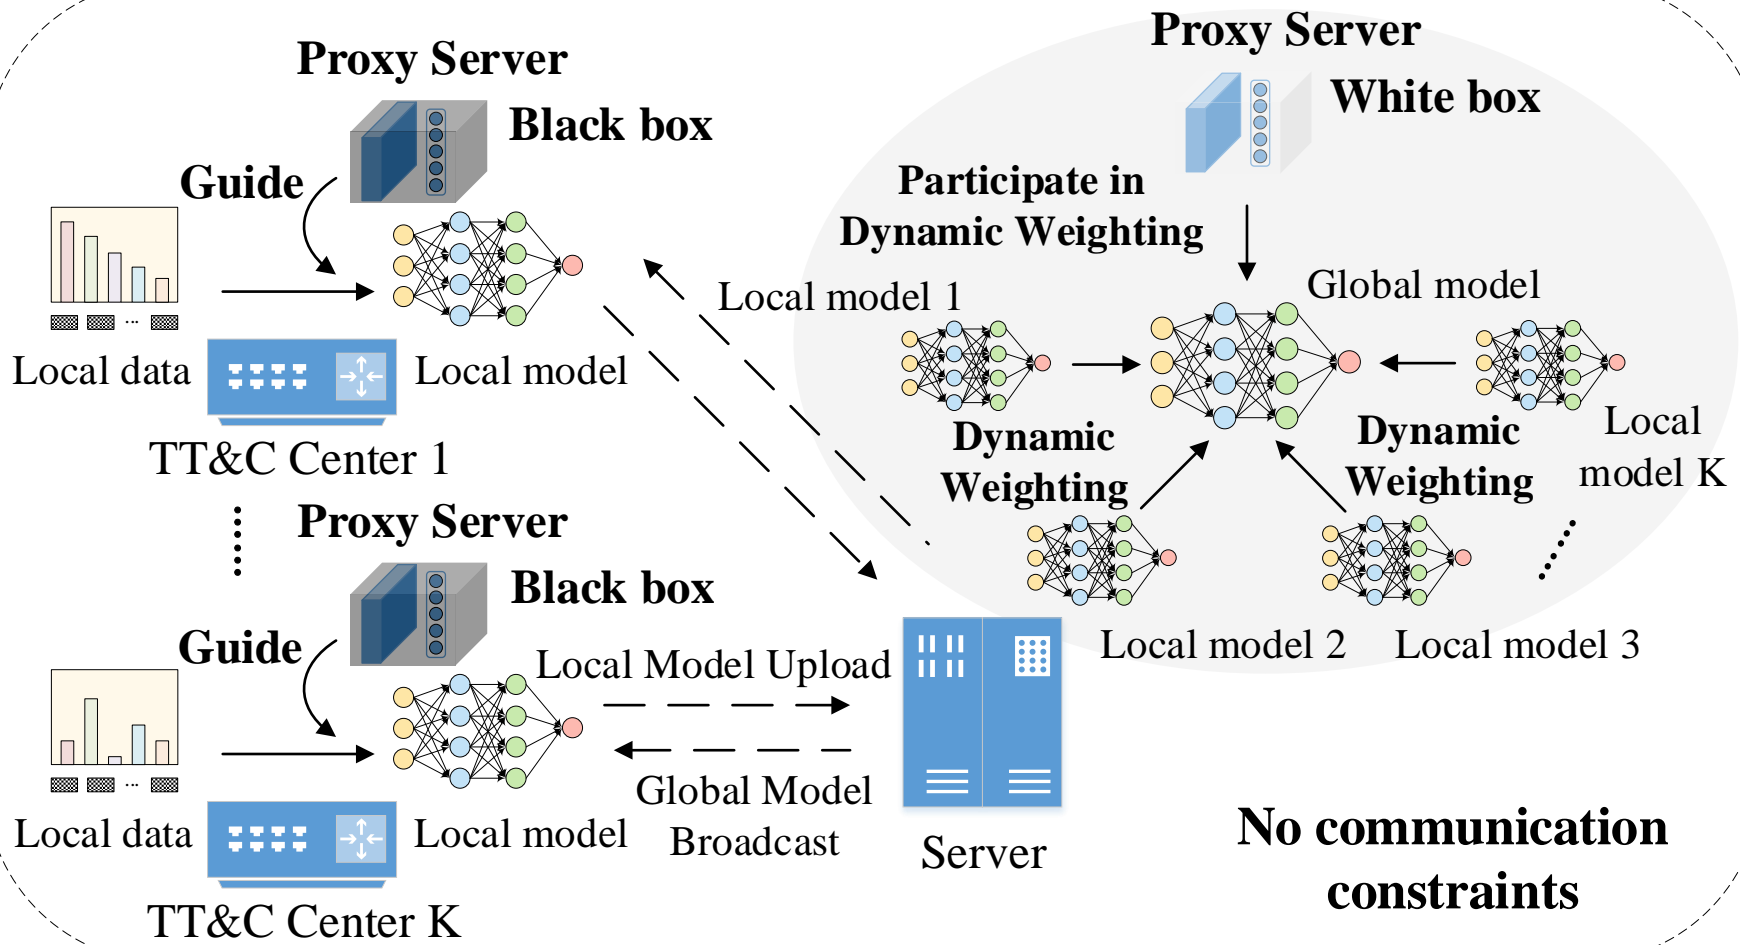 Proxy Server
Black box
Guide
Local data
Local model
TT&C Center 1
Proxy Server
Black box
Guide
Local data
Local model
TT&C Center K
Local Model Upload
Global Model
Broadcast
Server
Proxy Server
White box
Participate in
Dynamic Weighting
Local model 1
Global model
Dynamic
Weighting
Dynamic
Weighting
Local
model K
Local model 2
Local model 3
No communication
constraints